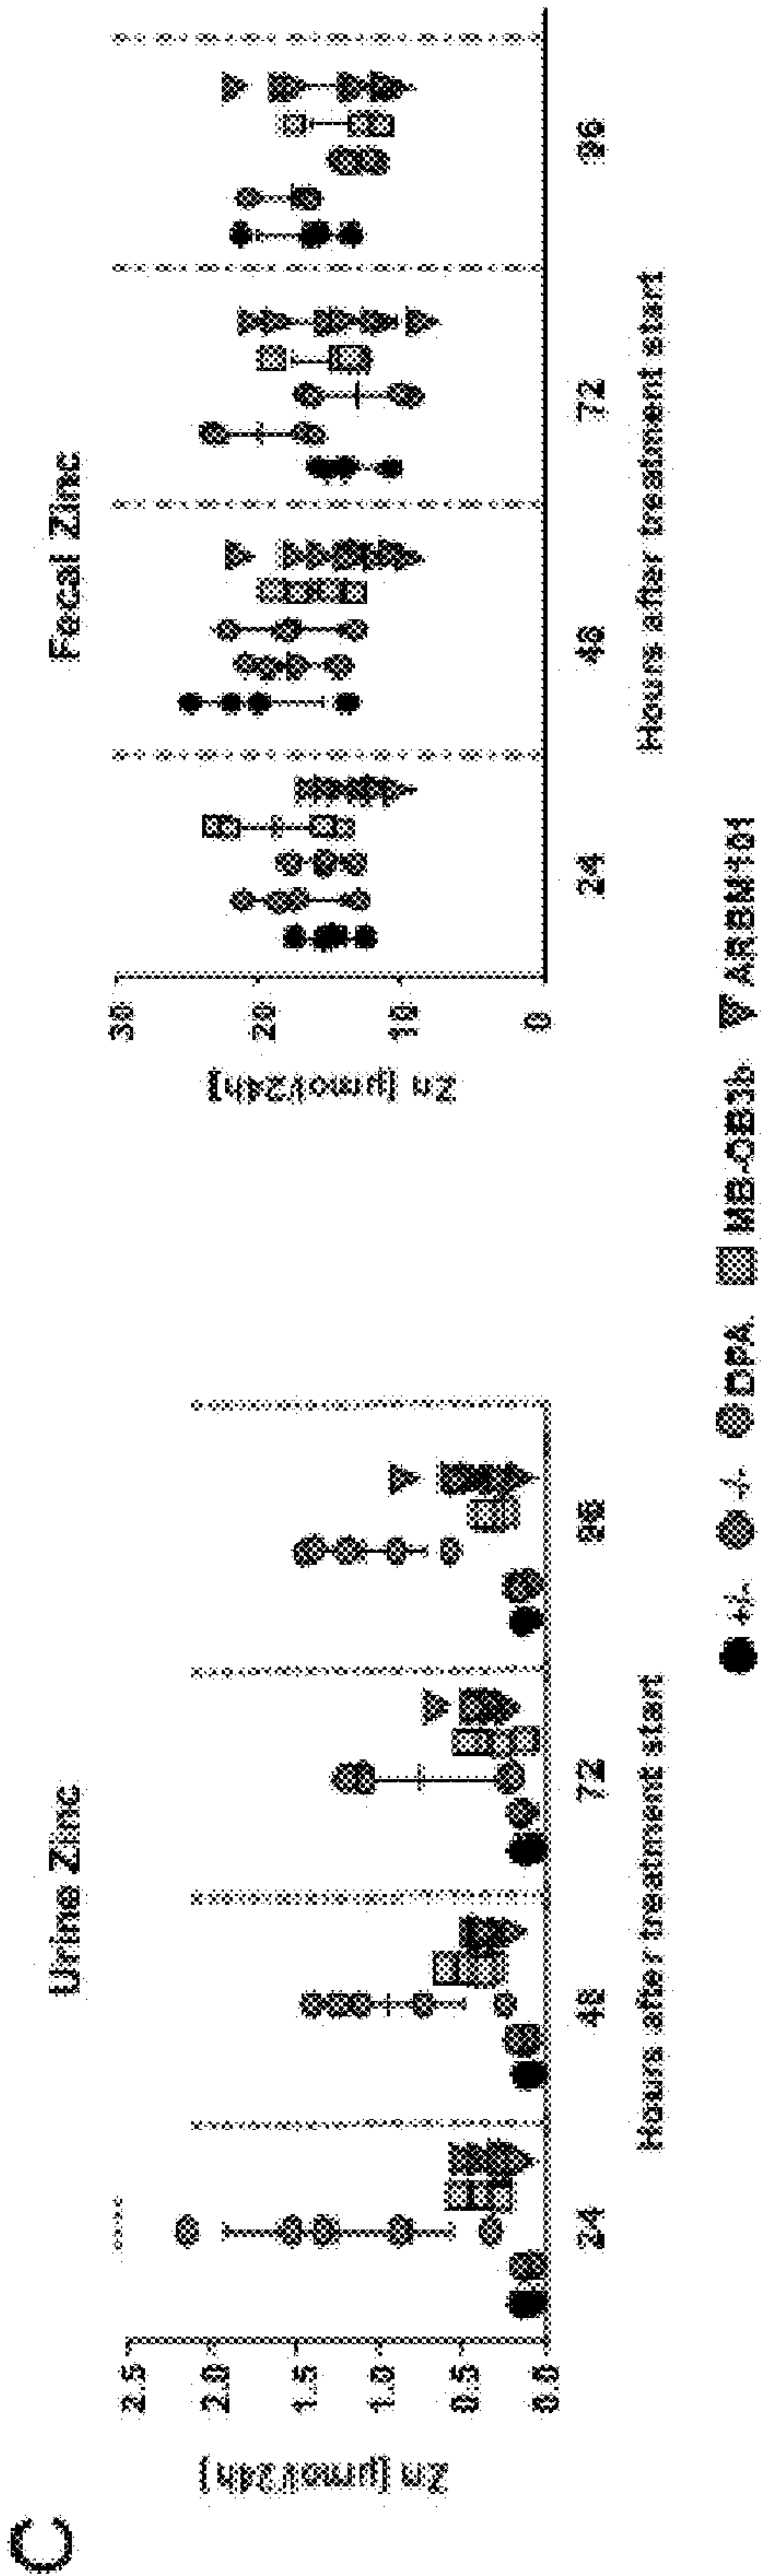 C
Urine Zinc
Zn [µmol/24h]
2.5
2.0
1.5
1.0
0.5
0.0
24
48
72
96
Hours after treatment start
Fecal Zinc
Zn [µmol/24h]
30
20
10
0
24
48
72
96
Hours after treatment start
+/- -/- DPA MB-OB3b ARBM101